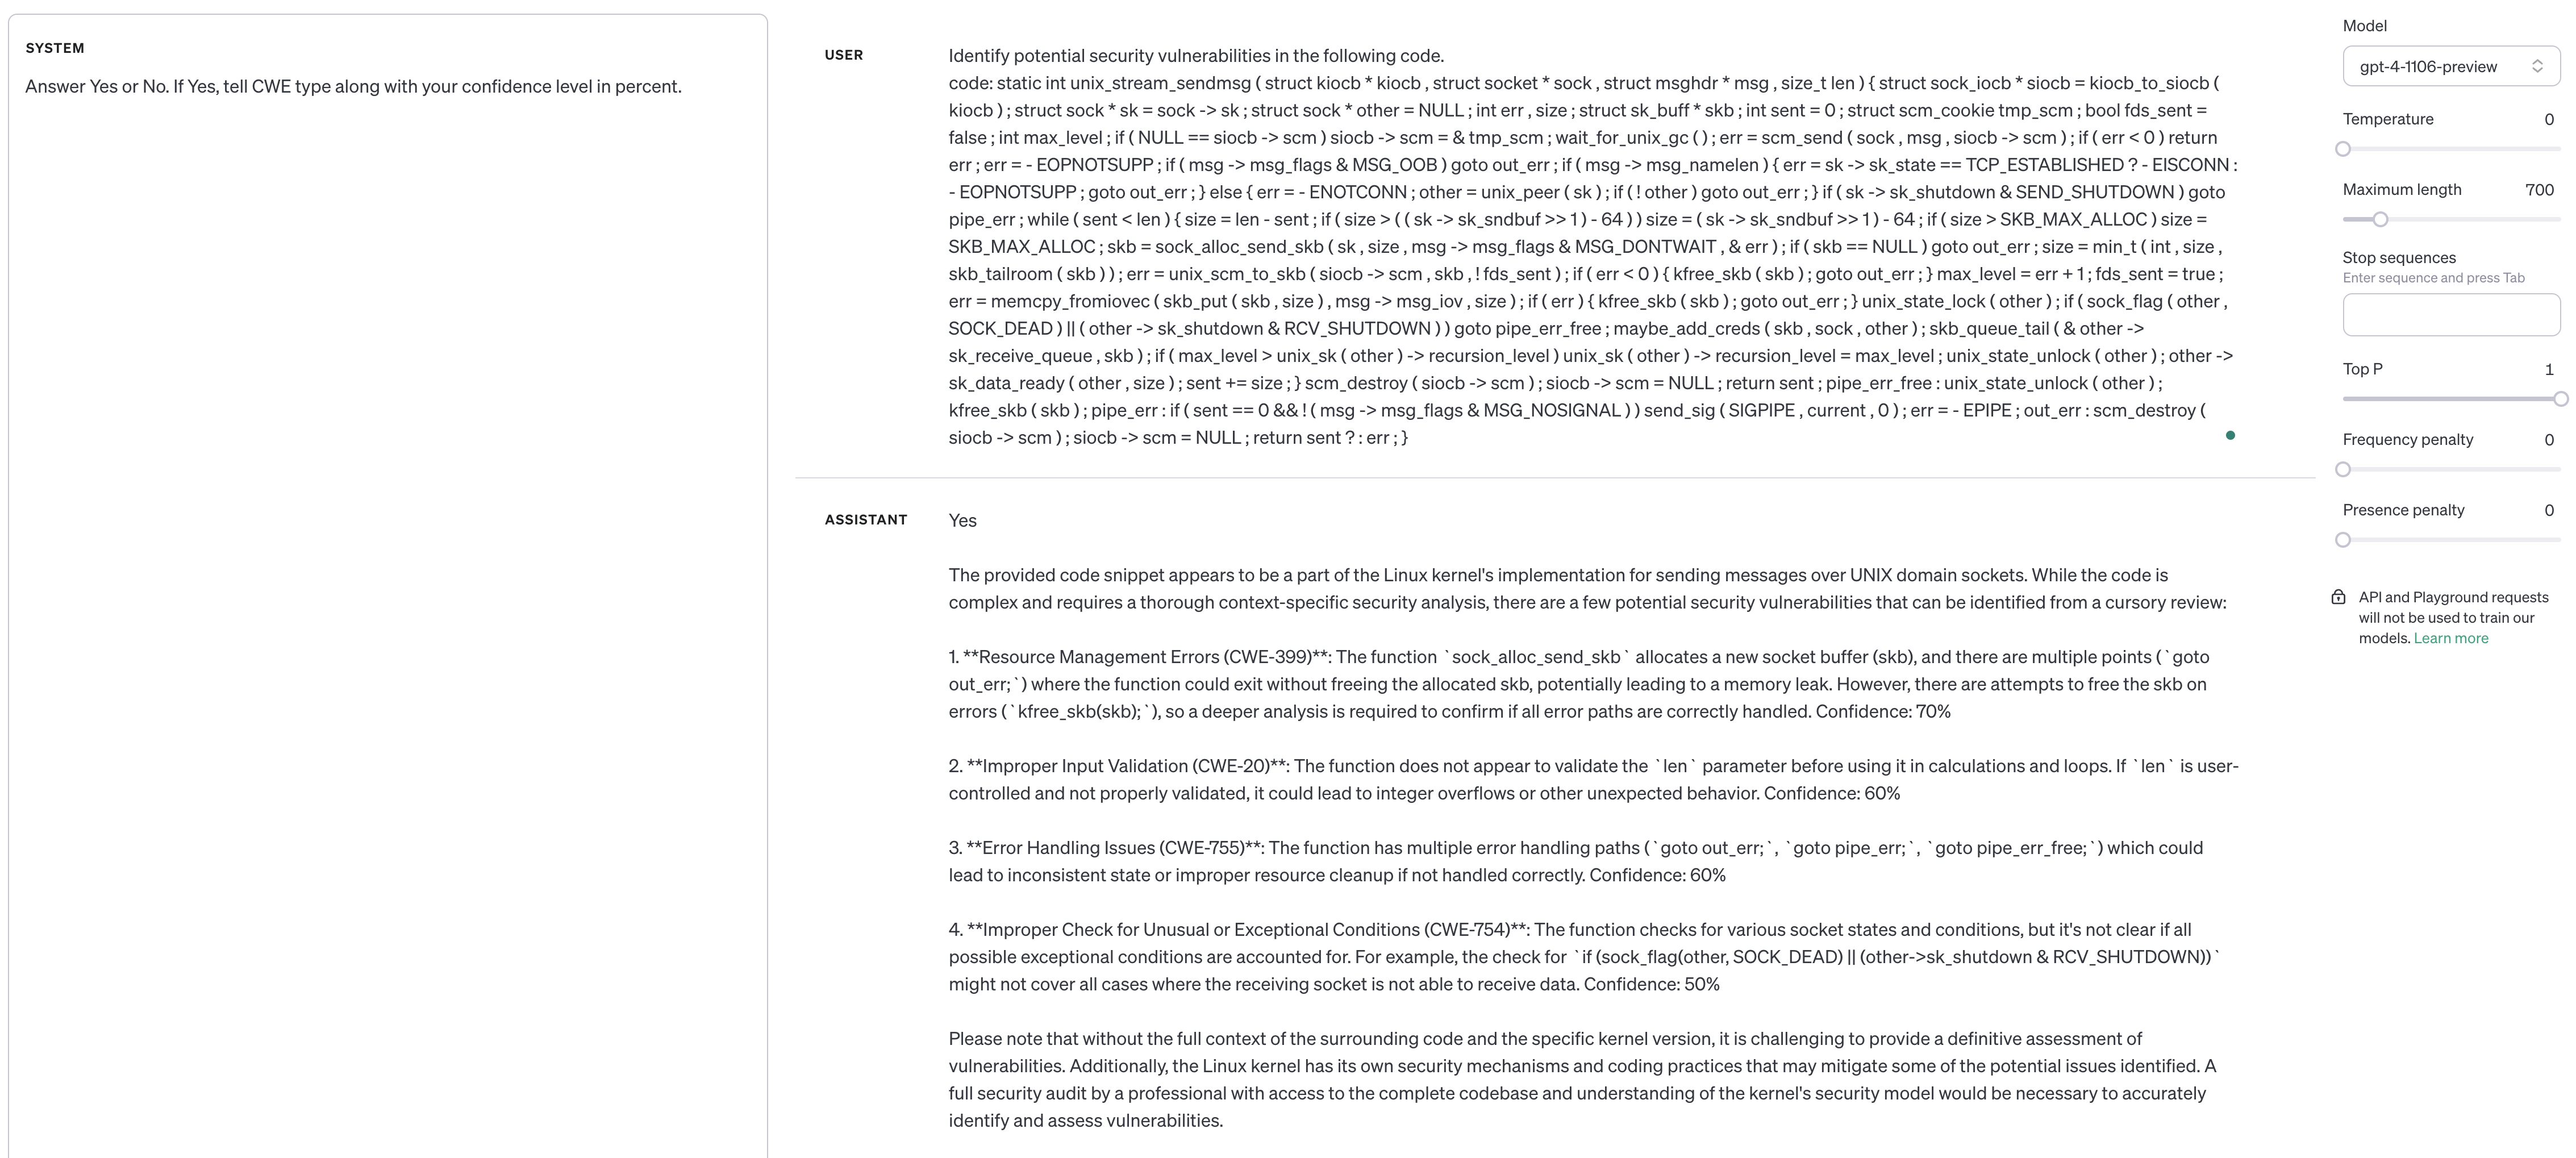 SYSTEM
Answer Yes or No. If Yes, tell CWE type along with your confidence level in percent.
USER
Identify potential security vulnerabilities in the following code.
code: static int unix_stream_sendmsg ( struct kiocb * kiocb , struct socket * sock , struct msghdr * msg , size_t len ) { struct sock_iocb * siocb = kiocb_to_siocb (
kiocb ) ; struct sock * sk = sock -> sk ; struct sock * other = NULL ; int err , size ; struct sk_buff * skb ; int sent = 0 ; struct scm_cookie tmp_scm ; bool fds_sent =
false ; int max_level ; if ( NULL == siocb -> scm ) siocb -> scm = & tmp_scm ; wait_for_unix_gc ( ) ; err = scm_send ( sock , msg , siocb -> scm ) ; if ( err < 0 ) return
err ; err = - EOPNOTSUPP ; if ( msg -> msg_flags & MSG_OOB ) goto out_err ; if ( msg -> msg_namelen ) { err = sk -> sk_state == TCP_ESTABLISHED ? - EISCONN :
- EOPNOTSUPP ; goto out_err ; } else { err = - ENOTCONN ; other = unix_peer ( sk ) ; if ( ! other ) goto out_err ; } if ( sk -> sk_shutdown & SEND_SHUTDOWN ) goto
pipe_err ; while ( sent < len ) { size = len - sent ; if ( size > ( ( sk -> sk_sndbuf >> 1 ) - 64 ) ) size = ( sk -> sk_sndbuf >> 1 ) - 64 ; if ( size > SKB_MAX_ALLOC ) size =
SKB_MAX_ALLOC ; skb = sock_alloc_send_skb ( sk , size , msg -> msg_flags & MSG_DONTWAIT , & err ) ; if ( skb == NULL ) goto out_err ; size = min_t ( int , size ,
skb_tailroom ( skb ) ) ; err = unix_scm_to_skb ( siocb -> scm , skb , ! fds_sent ) ; if ( err < 0 ) { kfree_skb ( skb ) ; goto out_err ; } max_level = err + 1 ; fds_sent = true ;
err = memcpy_fromiovec ( skb_put ( skb , size ) , msg -> msg_iov , size ) ; if ( err ) { kfree_skb ( skb ) ; goto out_err ; } unix_state_lock ( other ) ; if ( sock_flag ( other ,
SOCK_DEAD ) || ( other -> sk_shutdown & RCV_SHUTDOWN ) ) goto pipe_err_free ; maybe_add_creds ( skb , sock , other ) ; skb_queue_tail ( & other ->
sk_receive_queue , skb ) ; if ( max_level > unix_sk ( other ) -> recursion_level ) unix_sk ( other ) -> recursion_level = max_level ; unix_state_unlock ( other ) ; other ->
sk_data_ready ( other , size ) ; sent += size ; } scm_destroy ( siocb -> scm ) ; siocb -> scm = NULL ; return sent ; pipe_err_free : unix_state_unlock ( other ) ;
kfree_skb ( skb ) ; pipe_err : if ( sent == 0 && ! ( msg -> msg_flags & MSG_NOSIGNAL ) ) send_sig ( SIGPIPE , current , 0 ) ; err = - EPIPE ; out_err : scm_destroy (
siocb -> scm ) ; siocb -> scm = NULL ; return sent ? : err ; }
ASSISTANT
Yes
The provided code snippet appears to be a part of the Linux kernel's implementation for sending messages over UNIX domain sockets. While the code is
complex and requires a thorough context-specific security analysis, there are a few potential security vulnerabilities that can be identified from a cursory review:
1. **Resource Management Errors (CWE-399)**: The function `sock_alloc_send_skb` allocates a new socket buffer (skb), and there are multiple points (`goto
out_err;`) where the function could exit without freeing the allocated skb, potentially leading to a memory leak. However, there are attempts to free the skb on
errors (`kfree_skb(skb);`), so a deeper analysis is required to confirm if all error paths are correctly handled. Confidence: 70%
2. **Improper Input Validation (CWE-20)**: The function does not appear to validate the `len` parameter before using it in calculations and loops. If `len` is user-
controlled and not properly validated, it could lead to integer overflows or other unexpected behavior. Confidence: 60%
3. **Error Handling Issues (CWE-755)**: The function has multiple error handling paths (`goto out_err;`, `goto pipe_err;`, `goto pipe_err_free;`) which could
lead to inconsistent state or improper resource cleanup if not handled correctly. Confidence: 60%
4. **Improper Check for Unusual or Exceptional Conditions (CWE-754)**: The function checks for various socket states and conditions, but it's not clear if all
possible exceptional conditions are accounted for. For example, the check for `if (sock_flag(other, SOCK_DEAD) || (other->sk_shutdown & RCV_SHUTDOWN))`
might not cover all cases where the receiving socket is not able to receive data. Confidence: 50%
Please note that without the full context of the surrounding code and the specific kernel version, it is challenging to provide a definitive assessment of
vulnerabilities. Additionally, the Linux kernel has its own security mechanisms and coding practices that may mitigate some of the potential issues identified. A
full security audit by a professional with access to the complete codebase and understanding of the kernel's security model would be necessary to accurately
identify and assess vulnerabilities.
Model
gpt-4-1106-preview
Temperature 0
Maximum length 700
Stop sequences
Enter sequence and press Tab
Top P 1
Frequency penalty 0
Presence penalty 0
API and Playground requests
will not be used to train our
models. Learn more